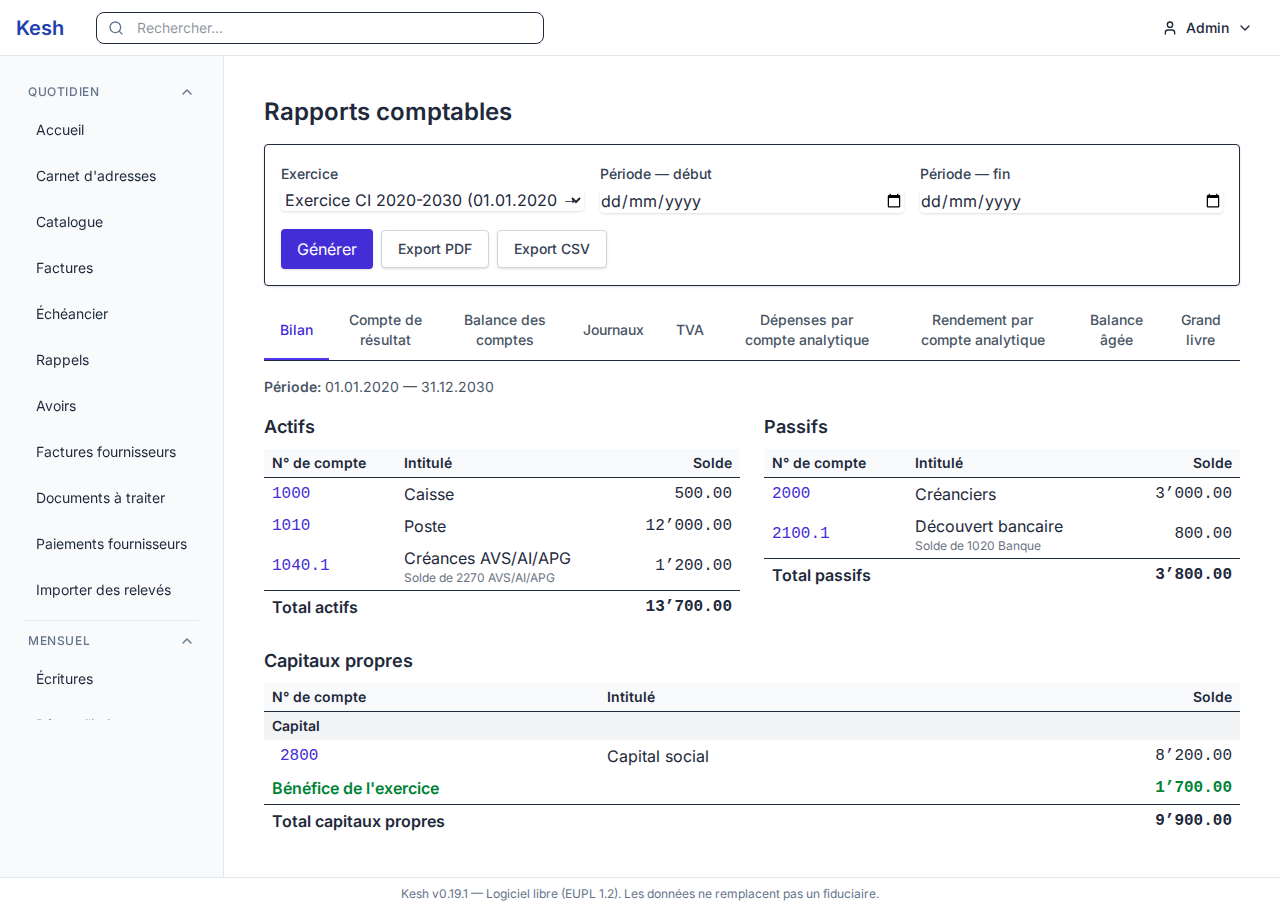 Kesh
Rechercher...
Admin
QUOTIDIEN
Accueil
Carnet d'adresses
Catalogue
Factures
Échéancier
Rappels
Avoirs
Factures fournisseurs
Documents à traiter
Paiements fournisseurs
Importer des relevés
MENSUEL
Écritures
Rapports comptables
Exercice
Période — début
Période — fin
Exercice CI 2020-2030 (01.01.2020 →
dd/mm/yyyy
dd/mm/yyyy
Générer
Export PDF
Export CSV
Bilan
Compte de résultat
Balance des comptes
Journaux
TVA
Dépenses par compte analytique
Rendement par compte analytique
Balance âgée
Grand livre
Période: 01.01.2020 — 31.12.2030
Actifs
N° de compte Intitulé Solde
1000 Caisse 500.00
1010 Poste 12’000.00
1040.1 Créances AVS/AI/APG 1’200.00
Solde de 2270 AVS/AI/APG
Total actifs 13’700.00
Passifs
N° de compte Intitulé Solde
2000 Créanciers 3’000.00
2100.1 Découvert bancaire 800.00
Solde de 1020 Banque
Total passifs 3’800.00
Capitaux propres
N° de compte Intitulé Solde
Capital
2800 Capital social 8’200.00
Bénéfice de l'exercice 1’700.00
Total capitaux propres 9’900.00
Kesh v0.19.1 — Logiciel libre (EUPL 1.2). Les données ne remplacent pas un fiduciaire.